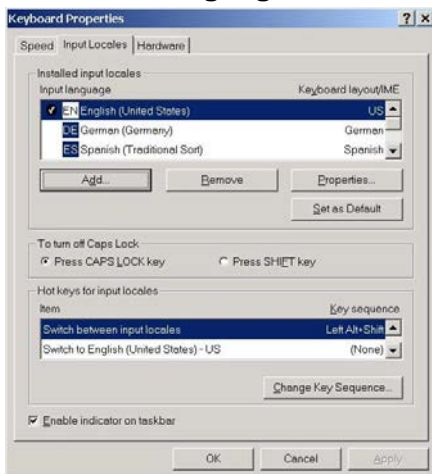 Keyboard Properties
? x
Speed Input Locales Hardware
Installed input locales
Input language Keyboard layout/IME
EN English (United States) US
DE German (Germany) German
ES Spanish (Traditional Sort) Spanish
Add... Remove Properties...
Set as Default
To turn off Caps Lock
Press CAPS LOCK key Press SHIFT key
Hot keys for input locales
Item Key sequence
Switch between input locales Left Alt+Shift
Switch to English (United States) - US (None)
Change Key Sequence...
Enable indicator on taskbar
OK Cancel Apply